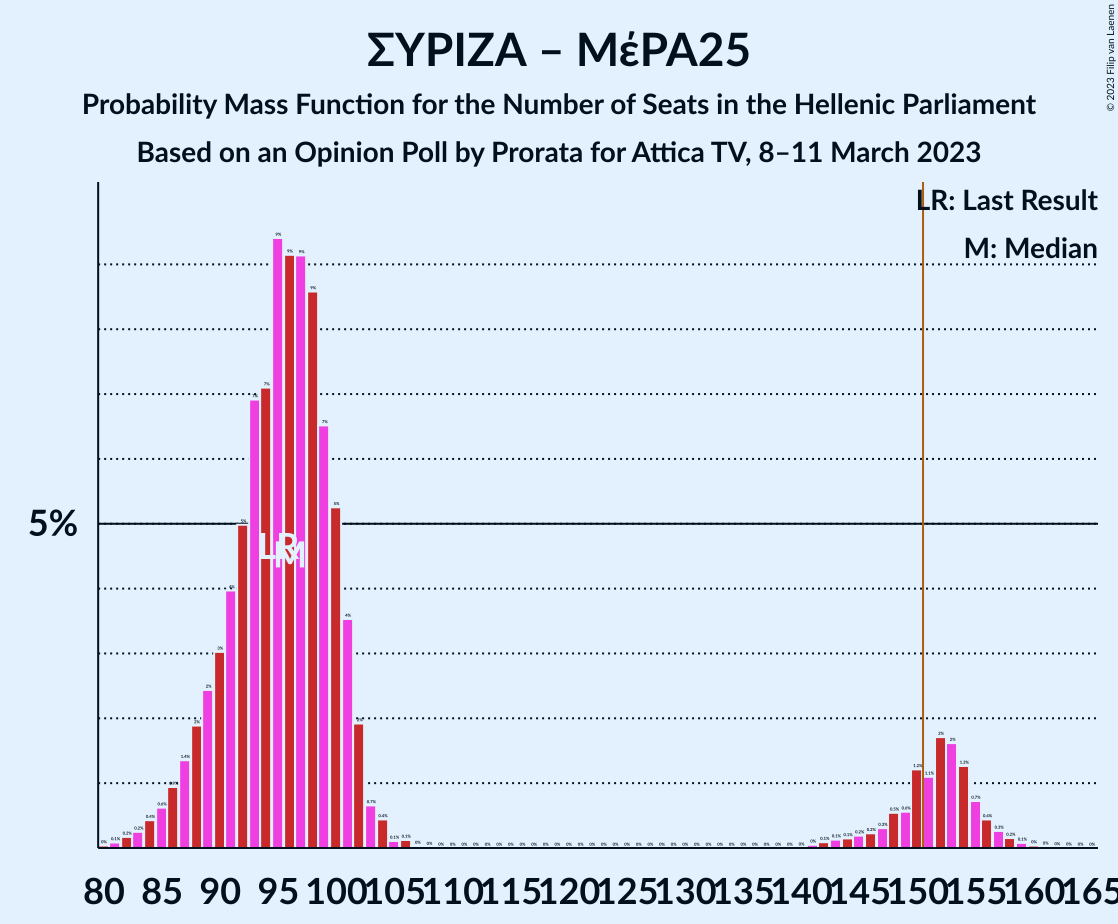 ΣΥΡΙΖΑ – ΜέΡΑ25
Probability Mass Function for the Number of Seats in the Hellenic Parliament
Based on an Opinion Poll by Prorata for Attica TV, 8–11 March 2023
© 2023 Filip van Laenen
LR: Last Result
M: Median
5%
LR
M
80 85 90 95 100 105 110 115 120 125 130 135 140 145 150 155 160 165